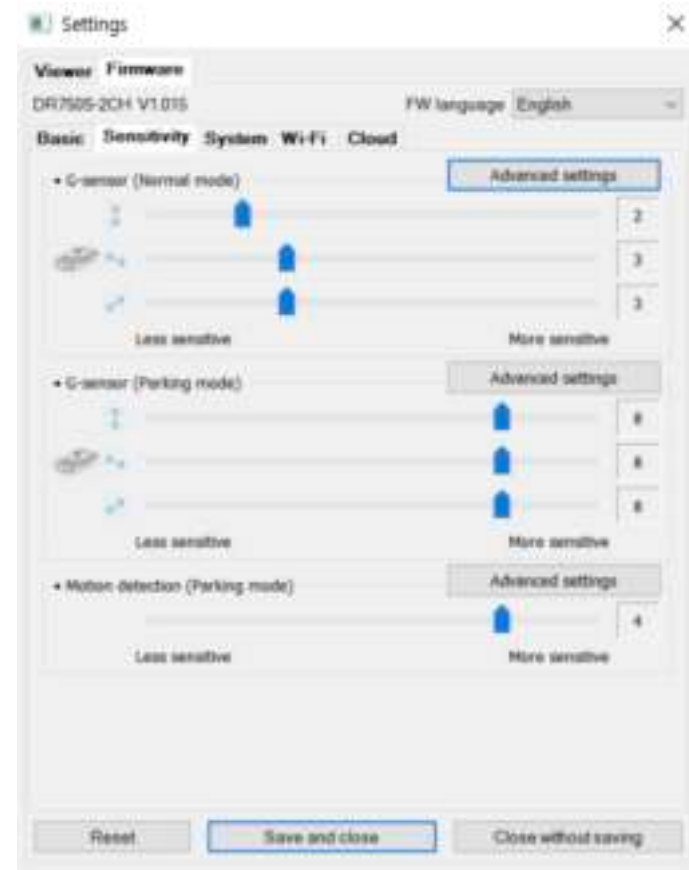 Settings
Viewer Firmware
DR750S-2CH V1.015 FW language English
Basic Sensitivity System Wi-Fi Cloud
• G-sensor (Normal mode) Advanced settings
2
3
3
Less sensitive More sensitive
• G-sensor (Parking mode) Advanced settings
8
8
8
Less sensitive More sensitive
• Motion detection (Parking mode) Advanced settings
4
Less sensitive More sensitive
Reset Save and close Close without saving